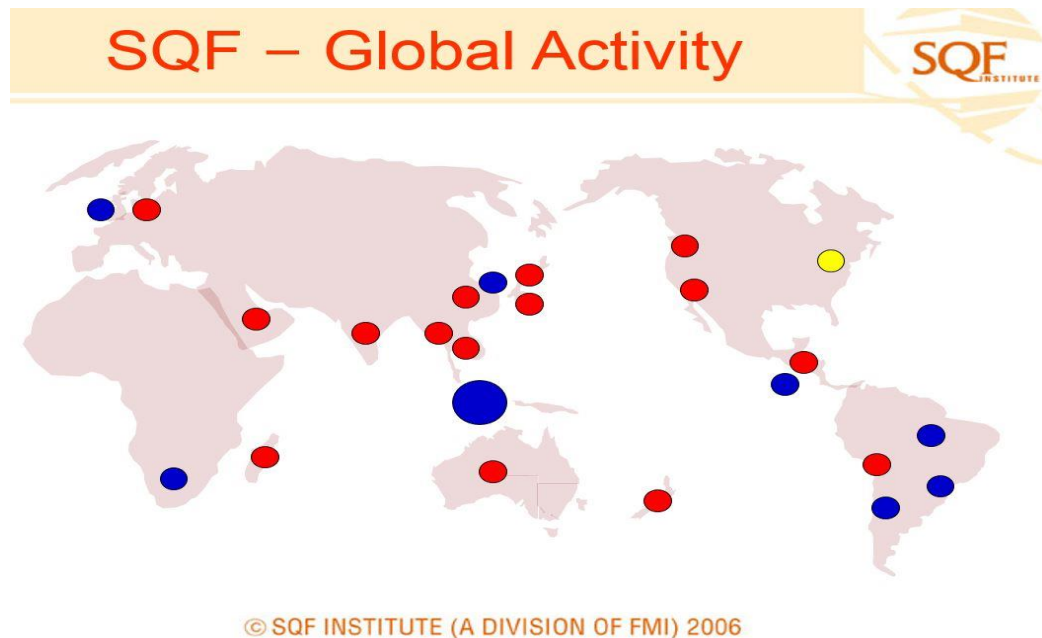 SQF – Global Activity
SQF
INSTITUTE
© SQF INSTITUTE (A DIVISION OF FMI) 2006